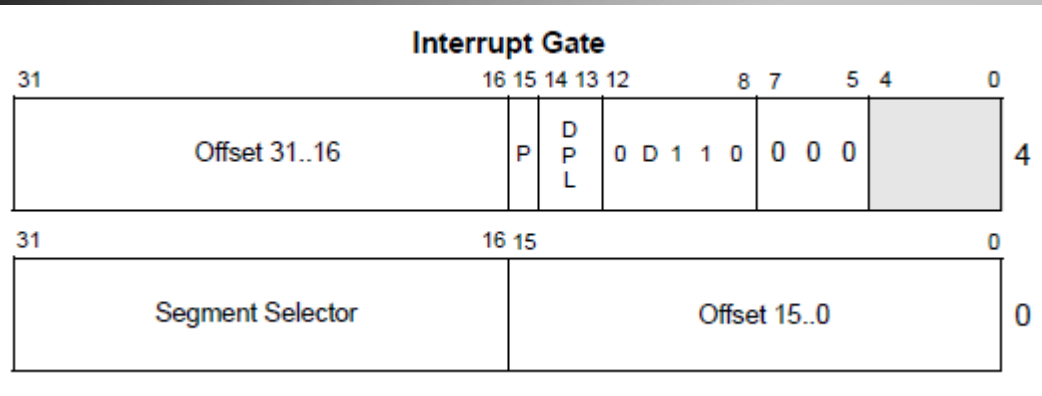 Interrupt Gate
31 16 15 14 13 12 8 7 5 4 0
Offset 31..16 P D P L 0 D 1 1 0 0 0 0 4
31 16 15 0
Segment Selector Offset 15..0 0